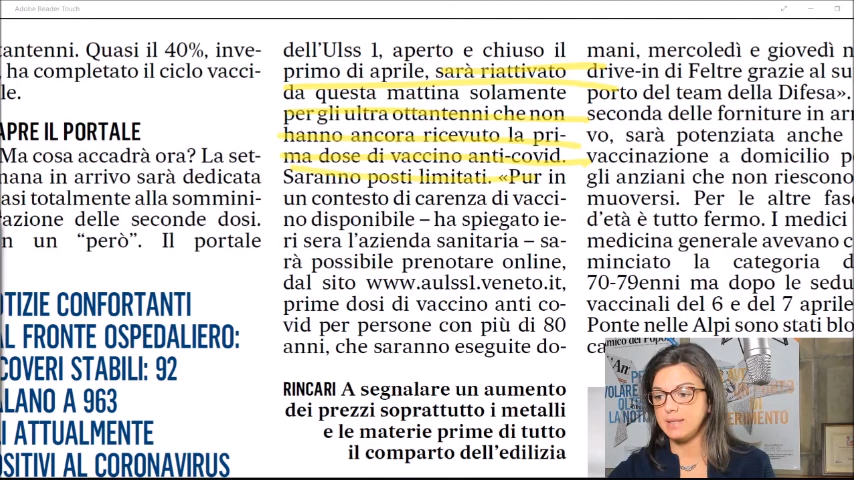 Adobe Reader Touch
tantenni. Quasi il 40%, inve-
, ha completato il ciclo vacci-
le.
APRE IL PORTALE
Ma cosa accadrà ora? La set-
mana in arrivo sarà dedicata
asi totalmente alla sommini-
razione delle seconde dosi.
n un “però”. Il portale
OTIZIE CONFORTANTI
AL FRONTE OSPEDALIERO:
COVERI STABILI: 92
ALANO A 963
I ATTUALMENTE
OSITIVI AL CORONAVIRUS
dell'Ulss 1, aperto e chiuso il
primo di aprile, sarà riattivato
da questa mattina solamente
per gli ultra ottantenni che non
hanno ancora ricevuto la pri-
ma dose di vaccino anti-covid.
Saranno posti limitati. «Pur in
un contesto di carenza di vacci-
no disponibile – ha spiegato ie-
ri sera l'azienda sanitaria – sa-
rà possibile prenotare online,
dal sito www.aulss1.veneto.it,
prime dosi di vaccino anti co-
vid per persone con più di 80
anni, che saranno eseguite do-
RINCARI A segnalare un aumento
dei prezzi soprattutto i metalli
e le materie prime di tutto
il comparto dell'edilizia
mani, mercoledì e giovedì n
drive-in di Feltre grazie al su
porto del team della Difesa».
seconda delle forniture in arr
vo, sarà potenziata anche
vaccinazione a domicilio p
gli anziani che non riescono
muoversi. Per le altre fas
d'età è tutto fermo. I medici
medicina generale avevano c
minciato la categoria d
70-79enni ma dopo le sedu
vaccinali del 6 e del 7 aprile
Ponte nelle Alpi sono stati blo
ca